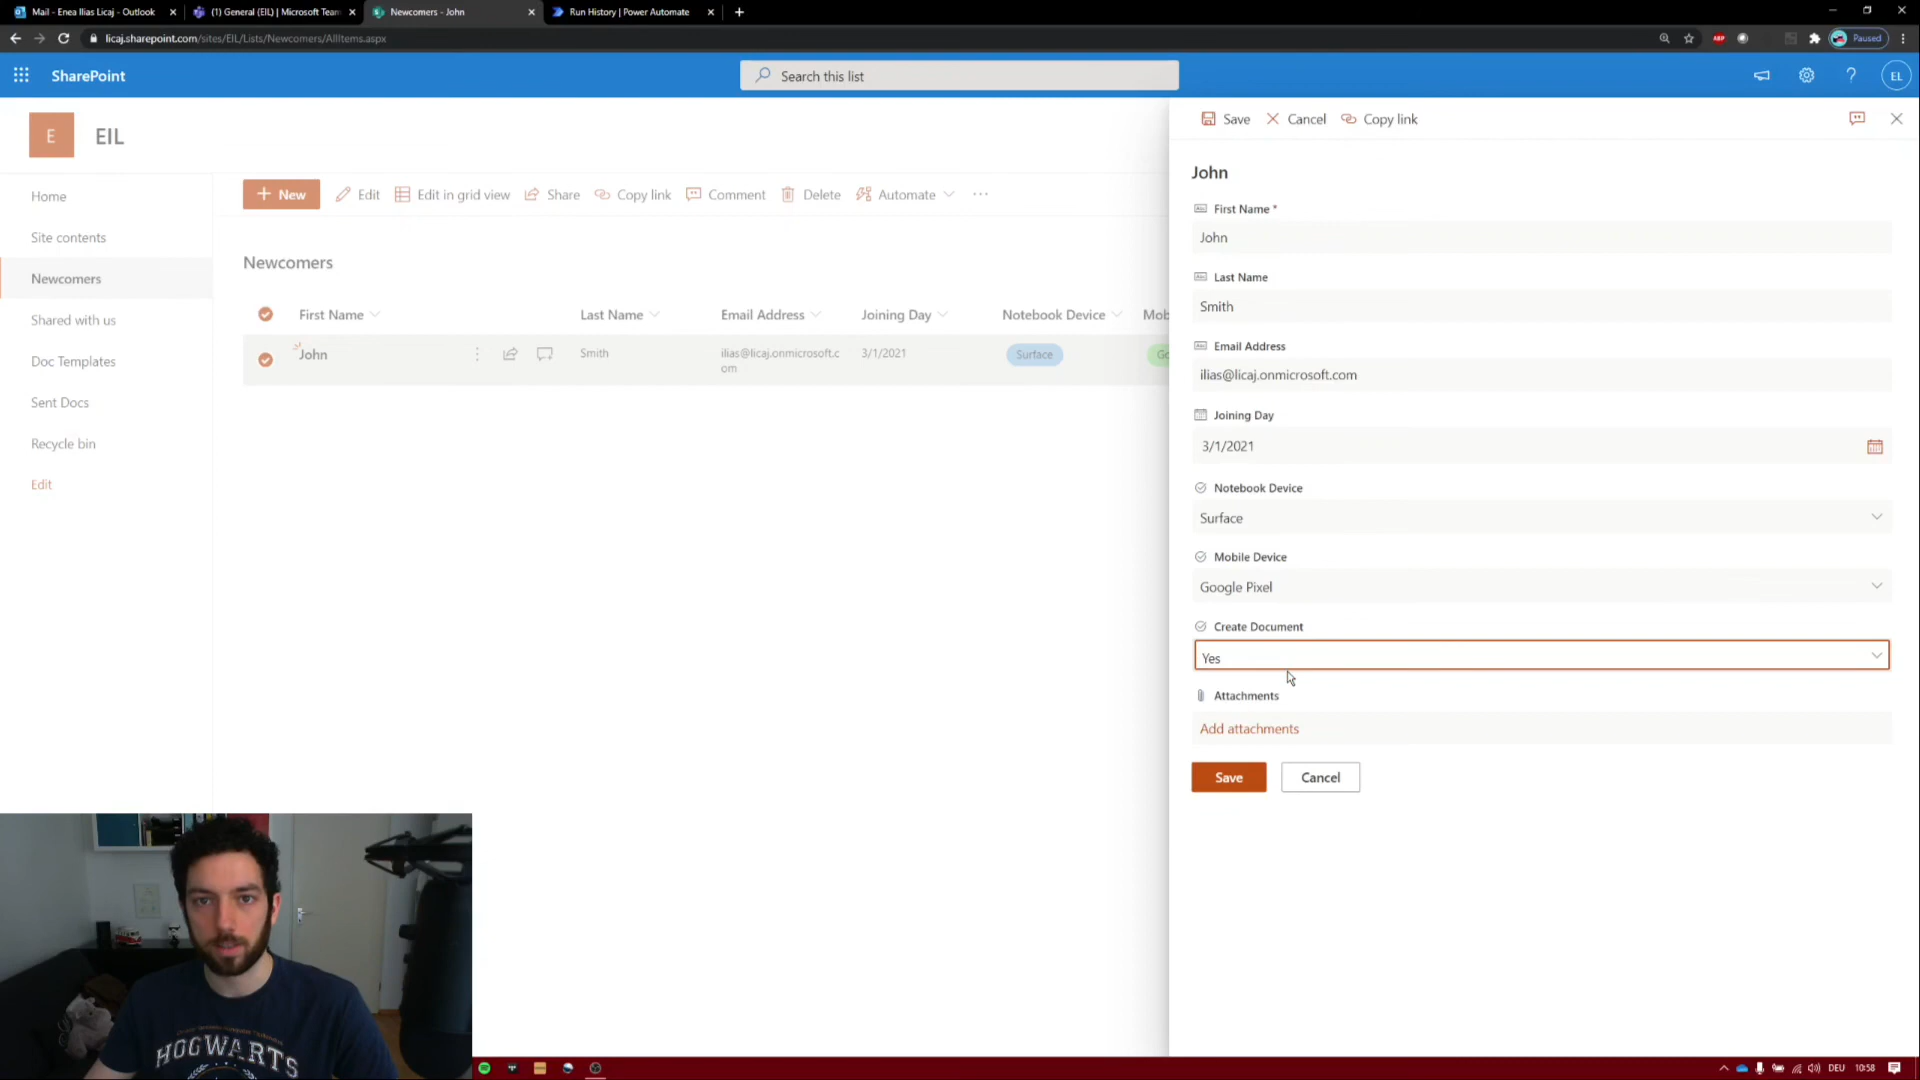 Mail - Enea Ilias Licaj - Outlook
(1) General (EIL) | Microsoft Team
Newcomers - John
Run History | Power Automate
licaj.sharepoint.com/sites/EIL/Lists/Newcomers/AllItems.aspx
ABP
Paused
SharePoint
Search this list
EL
E
EIL
Save
Cancel
Copy link
Home
Site contents
Newcomers
Shared with us
Doc Templates
Sent Docs
Recycle bin
Edit
New
Edit
Edit in grid view
Share
Copy link
Comment
Delete
Automate
Newcomers
First Name
Last Name
Email Address
Joining Day
Notebook Device
Mob
John
Smith
ilias@licaj.onmicrosoft.c
om
3/1/2021
Surface
Go
John
First Name *
John
Last Name
Smith
Email Address
ilias@licaj.onmicrosoft.com
Joining Day
3/1/2021
Notebook Device
Surface
Mobile Device
Google Pixel
Create Document
Yes
Attachments
Add attachments
Save
Cancel
HOGWARTS
DEU
10:58